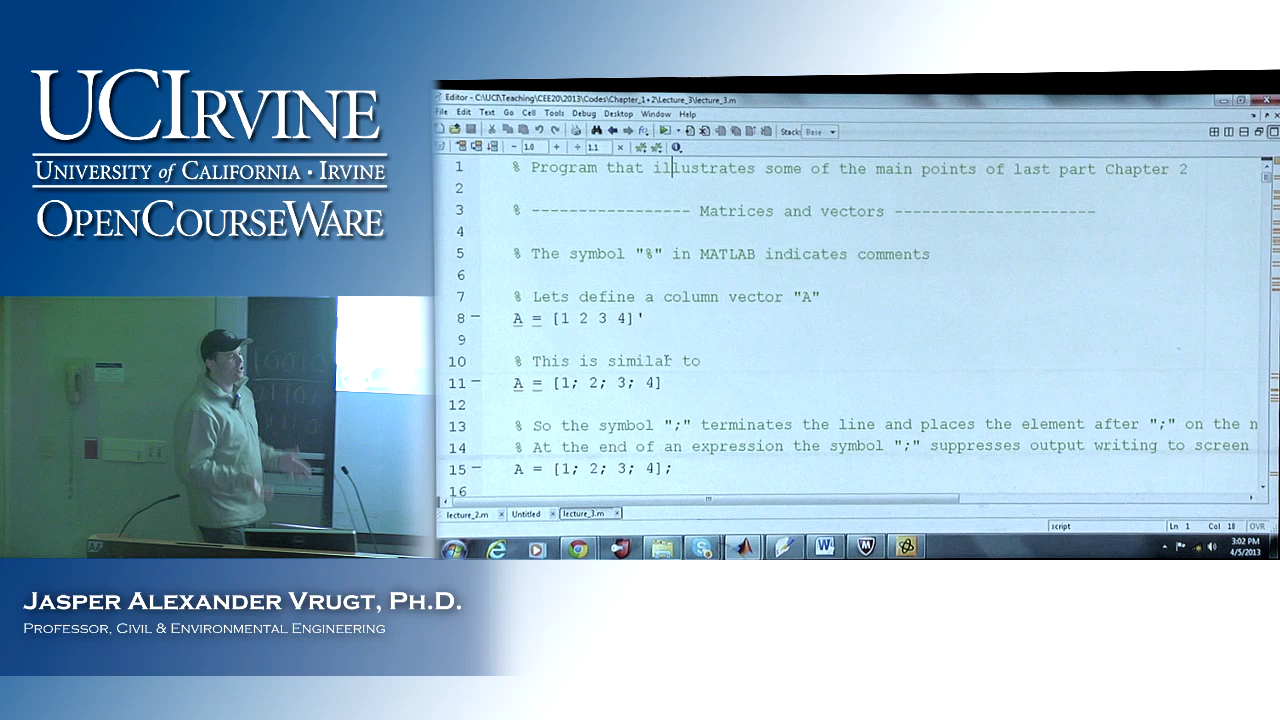 UCIRVINE
UNIVERSITY of CALIFORNIA · IRVINE
OPENCOURSEWARE
JASPER ALEXANDER VRUGT, PH.D.
PROFESSOR, CIVIL & ENVIRONMENTAL ENGINEERING
Editor - C:\UCI\Teaching\CEE20\2013\Codes\Chapter_1+2\Lecture_3\lecture_3.m
File Edit Text Go Cell Tools Debug Desktop Window Help
Stack: Base
1.0 1.1
1 % Program that illustrates some of the main points of last part Chapter 2
2
3 % ----------------- Matrices and vectors ----------------------
4
5 % The symbol "%" in MATLAB indicates comments
6
7 % Lets define a column vector "A"
8 A = [1 2 3 4]'
9
10 % This is similar to
11 A = [1; 2; 3; 4]
12
13 % So the symbol ";" terminates the line and places the element after ";" on the n
14 % At the end of an expression the symbol ";" suppresses output writing to screen
15 A = [1; 2; 3; 4];
16
lecture_2.m Untitled lecture_3.m
script Ln 1 Col 18 OVR
3:02 PM
4/5/2013